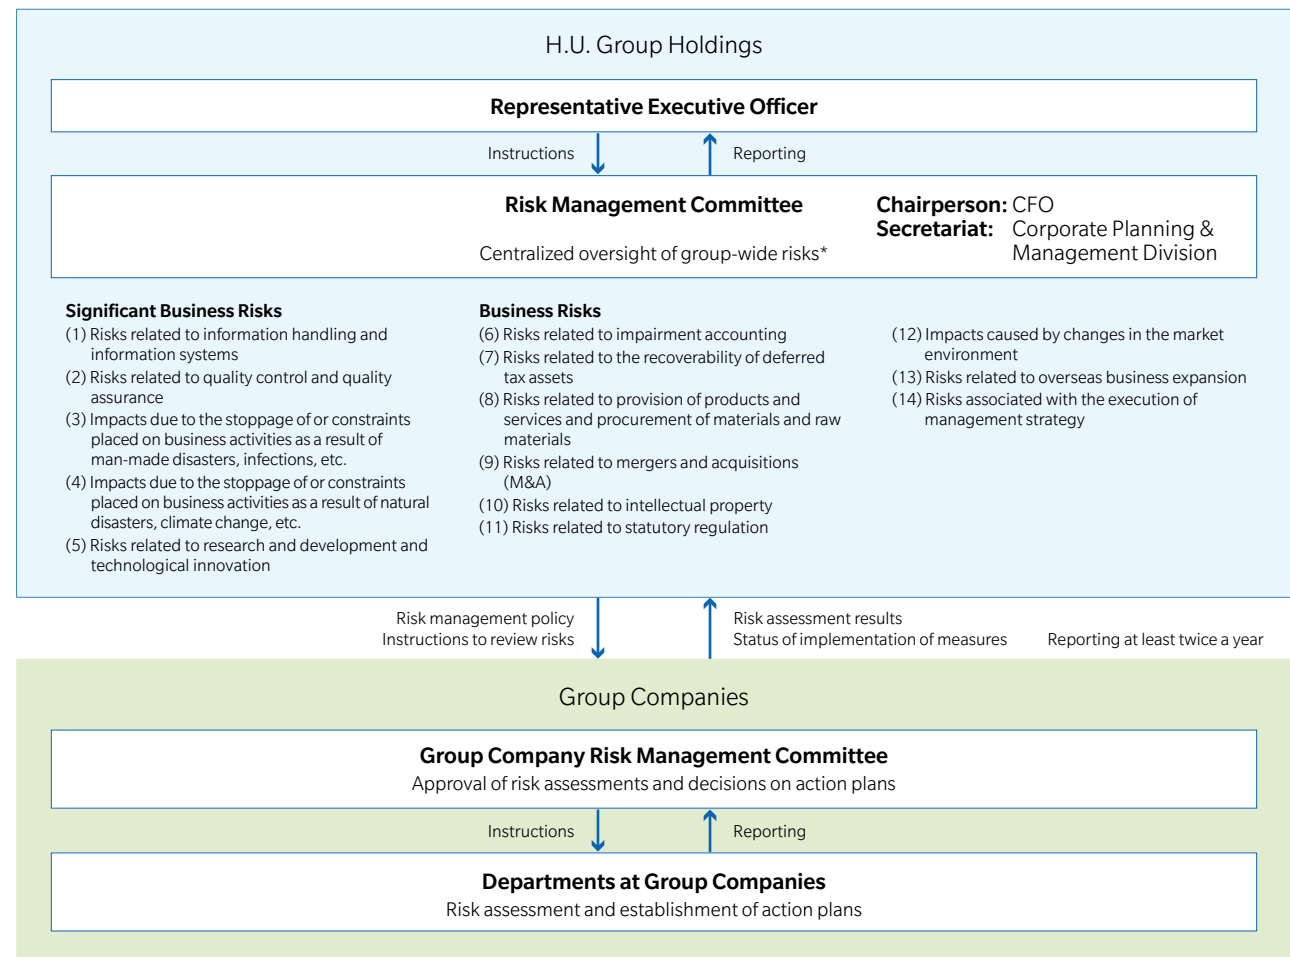 H.U. Group Holdings
Representative Executive Officer
Instructions
Reporting
Risk Management Committee
Centralized oversight of group-wide risks*
Chairperson: CFO
Secretariat: Corporate Planning &
Management Division
Significant Business Risks
(1) Risks related to information handling and
information systems
(2) Risks related to quality control and quality
assurance
(3) Impacts due to the stoppage of or constraints
placed on business activities as a result of
man-made disasters, infections, etc.
(4) Impacts due to the stoppage of or constraints
placed on business activities as a result of natural
disasters, climate change, etc.
(5) Risks related to research and development and
technological innovation
Business Risks
(6) Risks related to impairment accounting
(7) Risks related to the recoverability of deferred
tax assets
(8) Risks related to provision of products and
services and procurement of materials and raw
materials
(9) Risks related to mergers and acquisitions
(M&A)
(10) Risks related to intellectual property
(11) Risks related to statutory regulation
(12) Impacts caused by changes in the market
environment
(13) Risks related to overseas business expansion
(14) Risks associated with the execution of
management strategy
Risk management policy
Instructions to review risks
Risk assessment results
Status of implementation of measures
Reporting at least twice a year
Group Companies
Group Company Risk Management Committee
Approval of risk assessments and decisions on action plans
Instructions
Reporting
Departments at Group Companies
Risk assessment and establishment of action plans